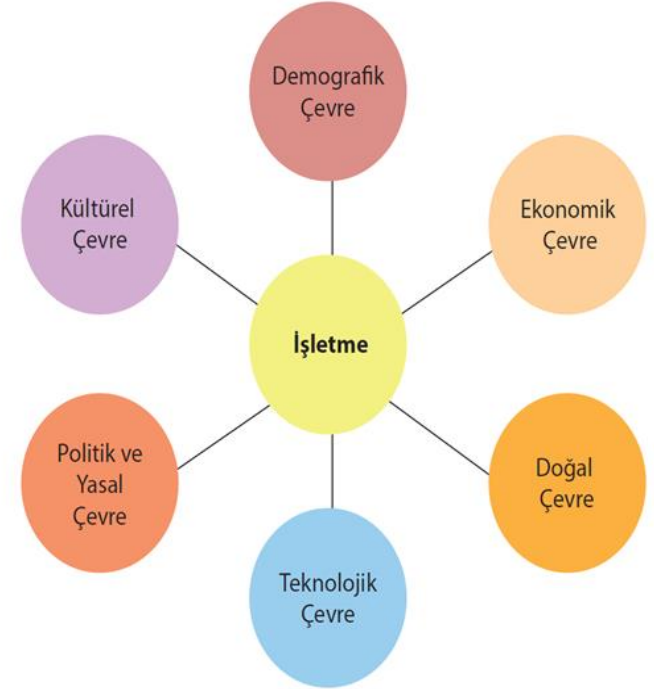 Demografik
Çevre
Kültürel
Çevre
Ekonomik
Çevre
İşletme
Politik ve
Yasal
Çevre
Doğal
Çevre
Teknolojik
Çevre